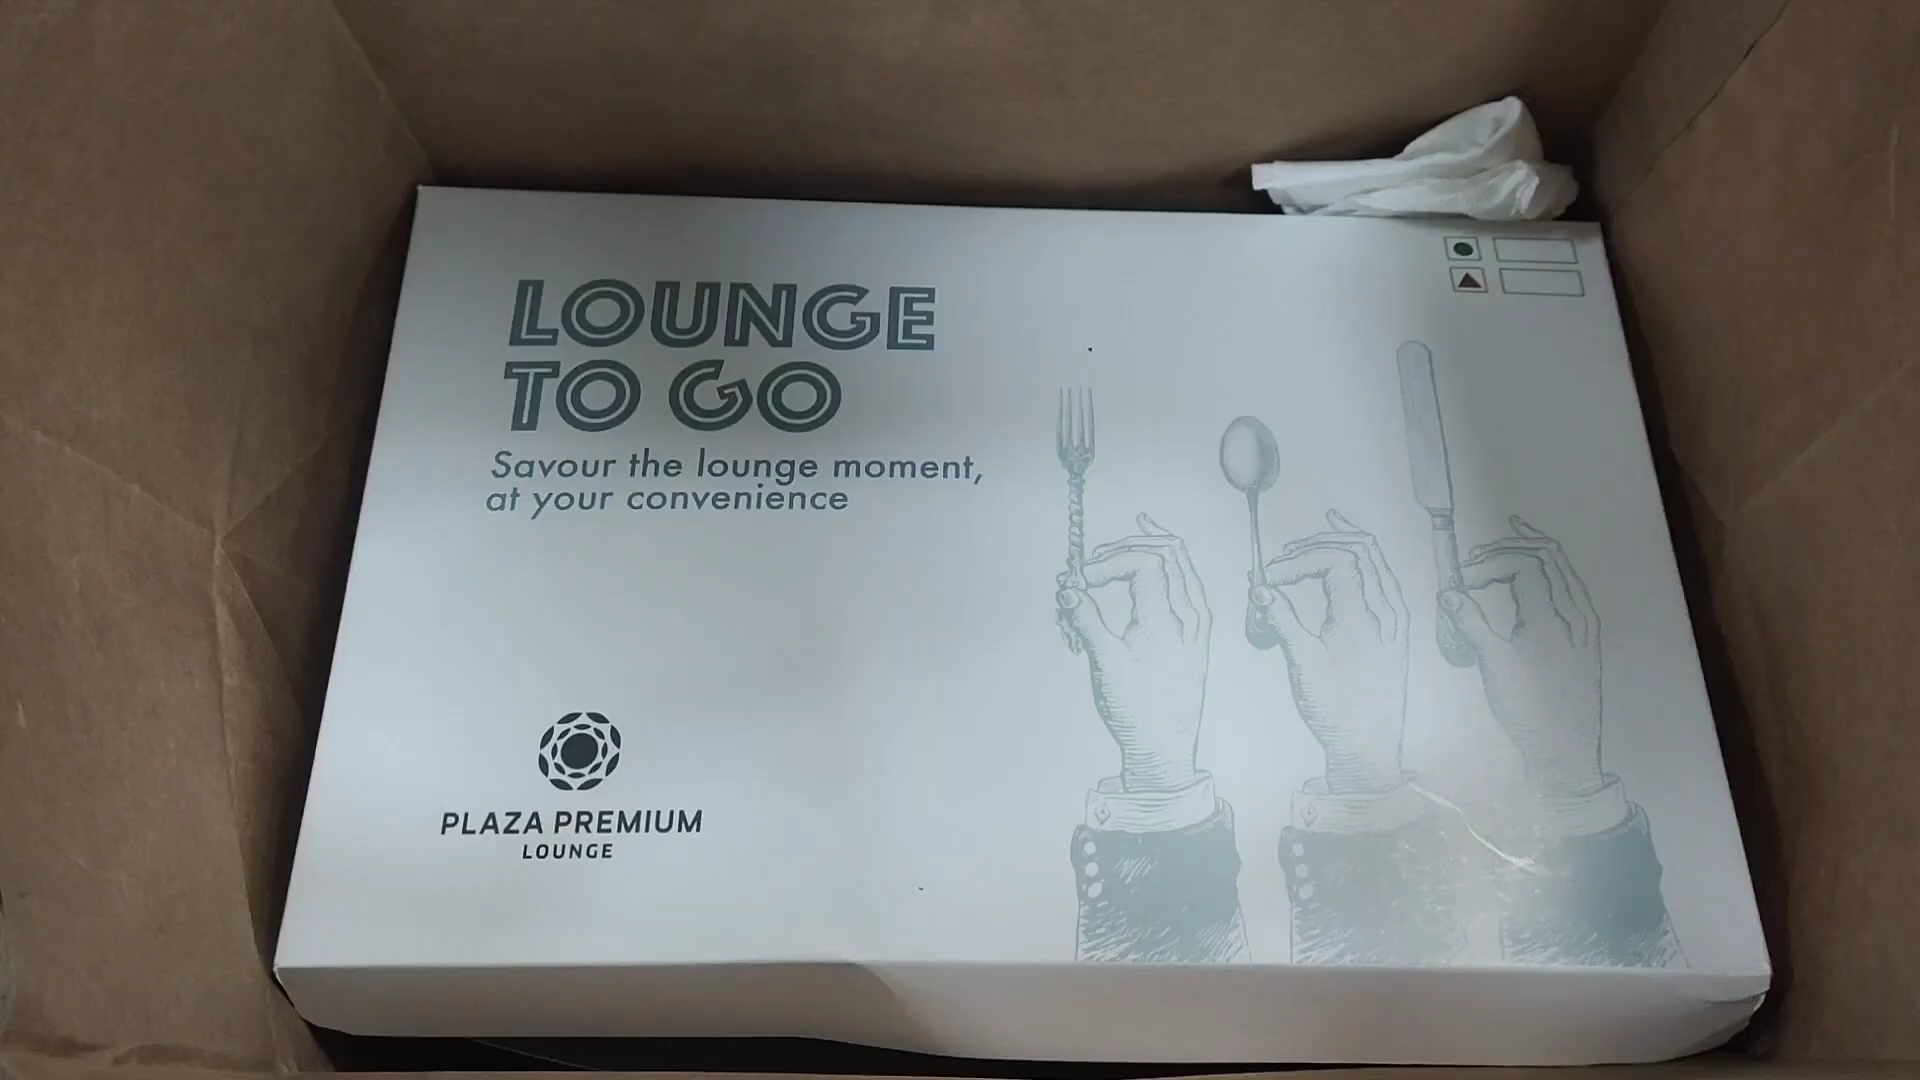 LOUNGE
TO GO
Savour the lounge moment,
at your convenience
PLAZA PREMIUM
LOUNGE